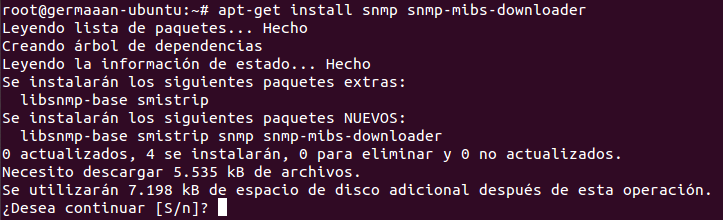 root@germaaan-ubuntu:~# apt-get install snmp snmp-mibs-downloader
Leyendo lista de paquetes... Hecho
Creando árbol de dependencias
Leyendo la información de estado... Hecho
Se instalarán los siguientes paquetes extras:
  libsnmp-base smistrip
Se instalarán los siguientes paquetes NUEVOS:
  libsnmp-base smistrip snmp snmp-mibs-downloader
0 actualizados, 4 se instalarán, 0 para eliminar y 0 no actualizados.
Necesito descargar 5.535 kB de archivos.
Se utilizarán 7.198 kB de espacio de disco adicional después de esta operación.
¿Desea continuar [S/n]?